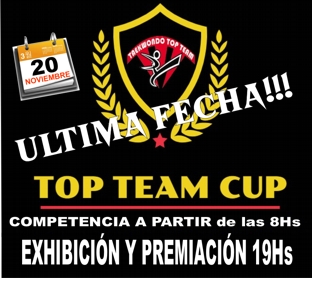 20
NOVIEMBRE
TAEKWONDO TOP TEAM
ULTIMA FECHA!!!
TOP TEAM CUP
COMPETENCIA A PARTIR de las 8Hs
EXHIBICIÓN Y PREMIACIÓN 19Hs